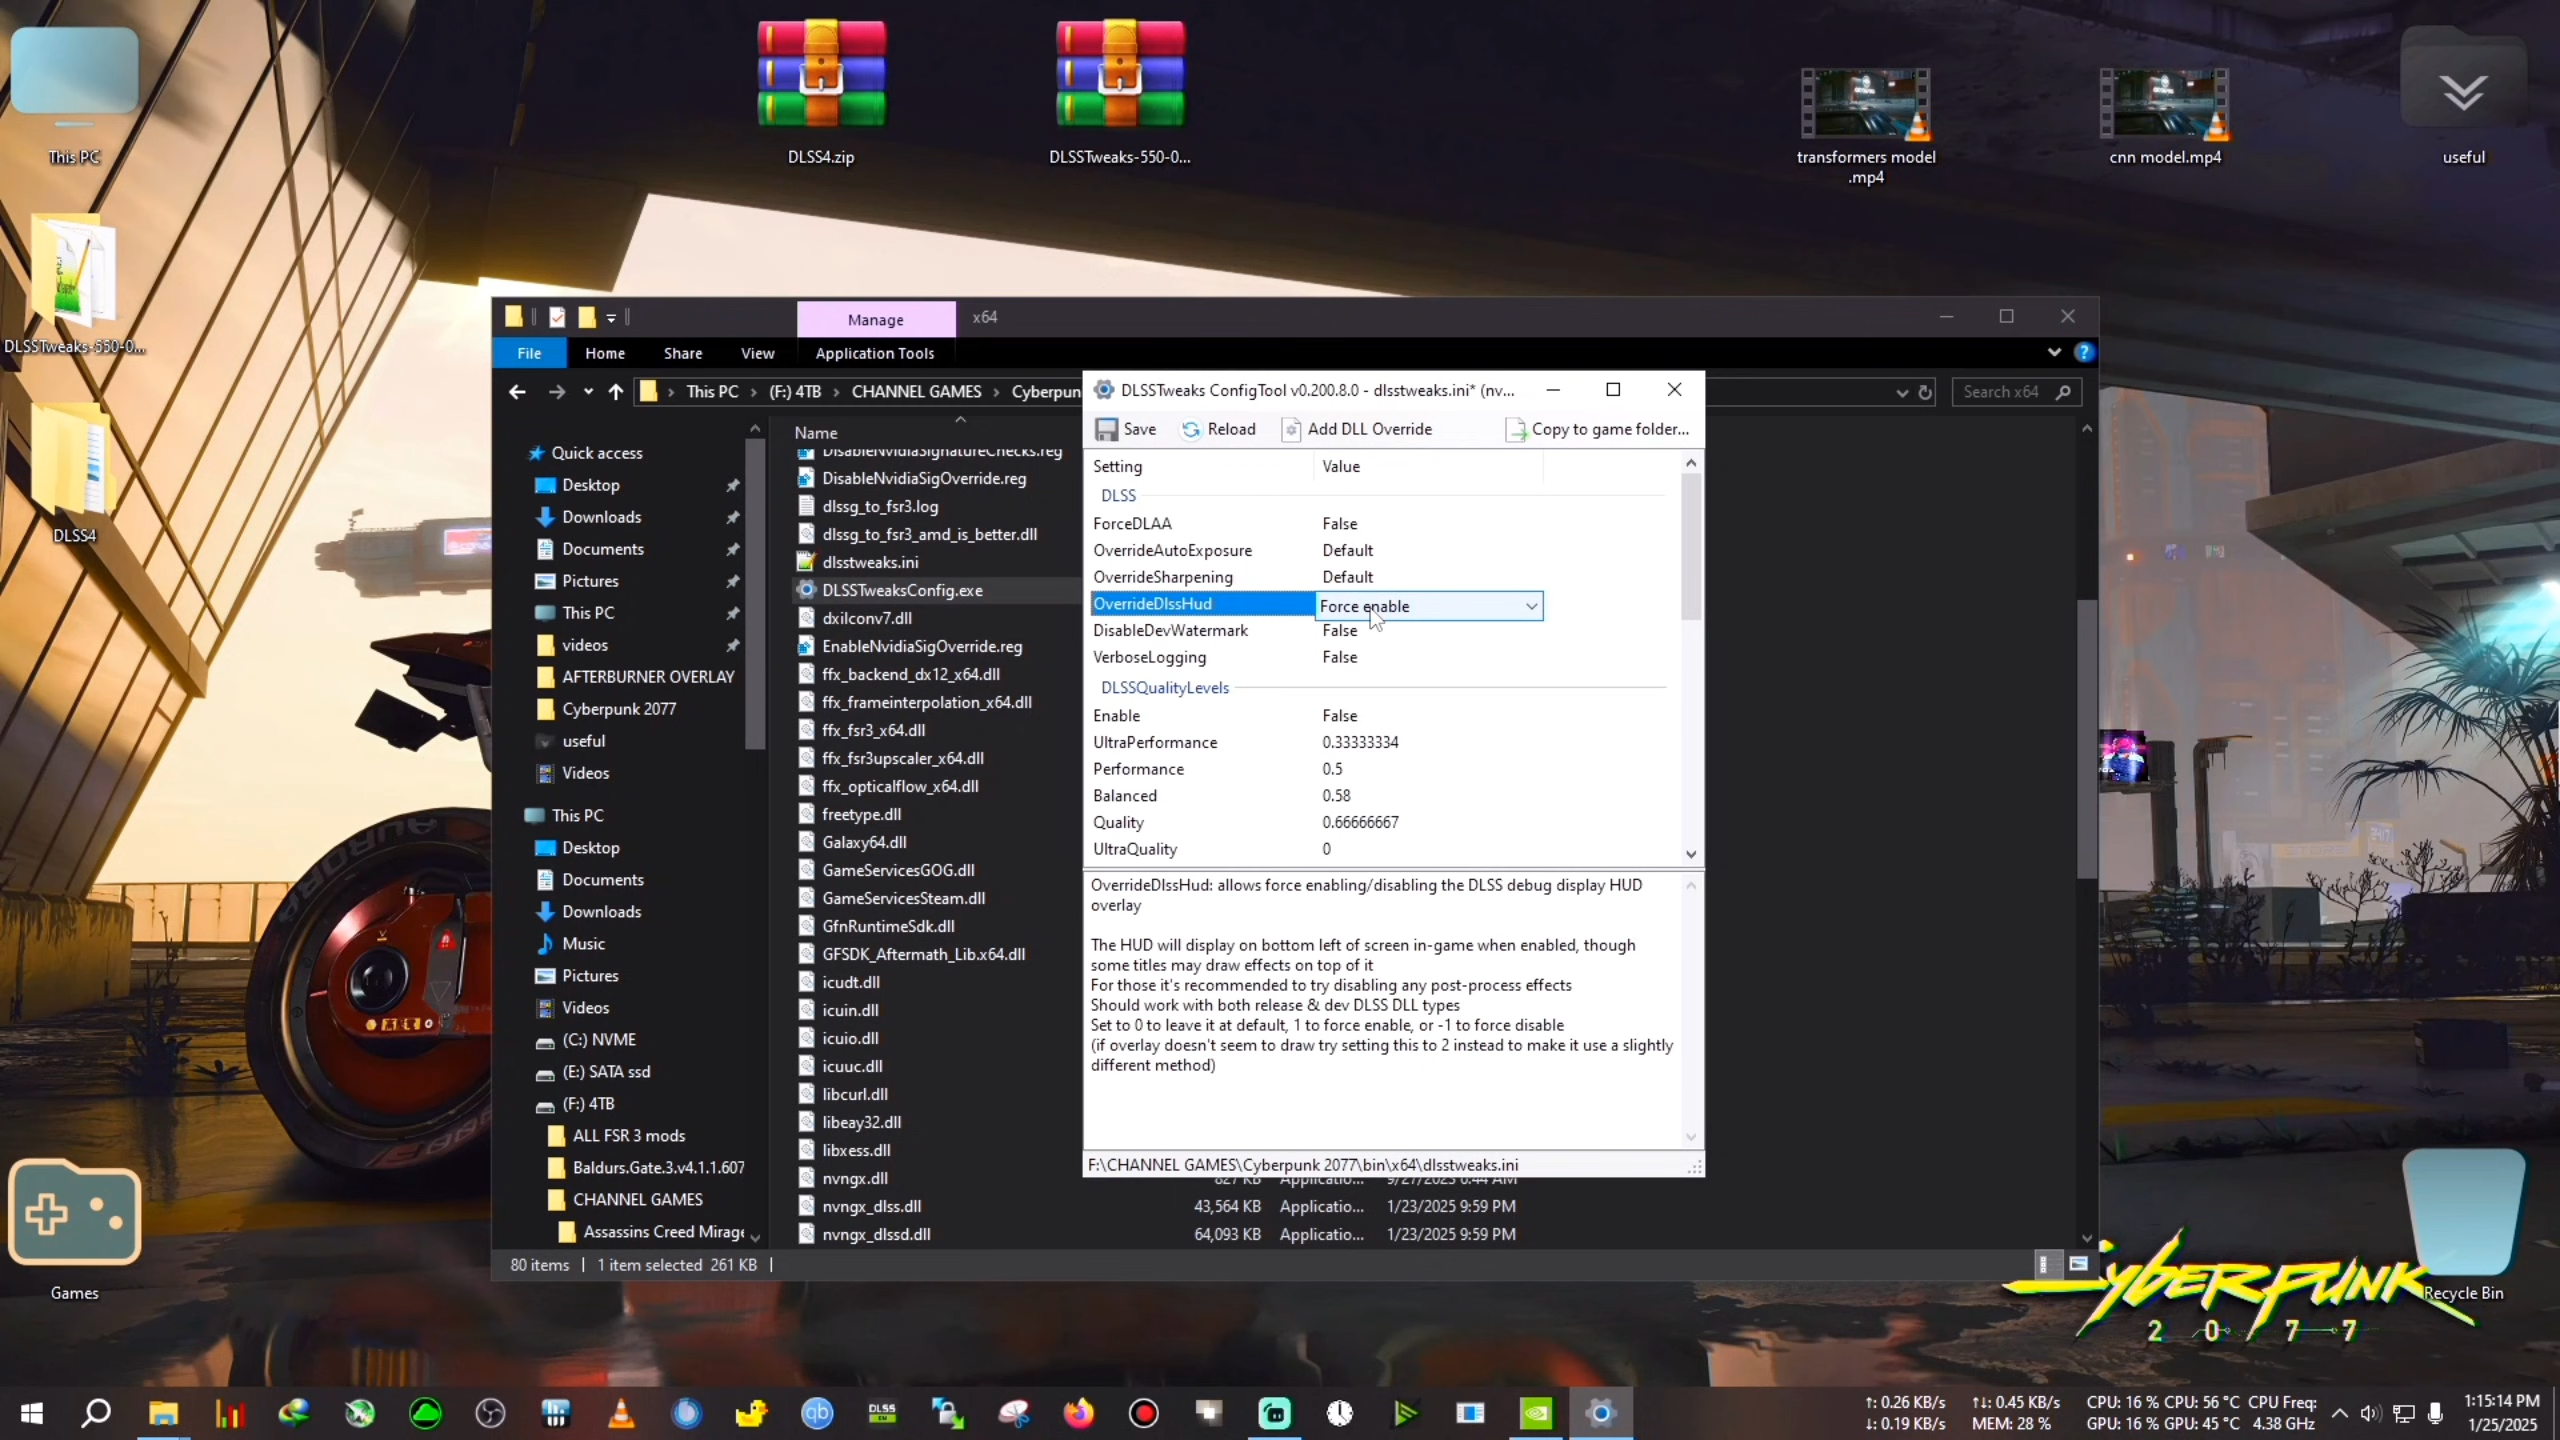 This PC
DLSS4.zip
DLSSTweaks-550-0...
transformers model
.mp4
cnn model.mp4
useful
DLSSTweaks-550-0...
DLSS4
Games
Recycle Bin
Manage
x64
File
Home
Share
View
Application Tools
This PC
(F:) 4TB
CHANNEL GAMES
Cyberpun
Search x64
Quick access
Desktop
Downloads
Documents
Pictures
This PC
videos
AFTERBURNER OVERLAY
Cyberpunk 2077
useful
Videos
This PC
Desktop
Documents
Downloads
Music
Pictures
Videos
(C:) NVME
(E:) SATA ssd
(F:) 4TB
ALL FSR 3 mods
Baldurs.Gate.3.v4.1.1.607
CHANNEL GAMES
Assassins Creed Mirage
Name
DisableNvidiaSignatureChecks.reg
DisableNvidiaSigOverride.reg
dlssg_to_fsr3.log
dlssg_to_fsr3_amd_is_better.dll
dlsstweaks.ini
DLSSTweaksConfig.exe
dxilconv7.dll
EnableNvidiaSigOverride.reg
ffx_backend_dx12_x64.dll
ffx_frameinterpolation_x64.dll
ffx_fsr3_x64.dll
ffx_fsr3upscaler_x64.dll
ffx_opticalflow_x64.dll
freetype.dll
Galaxy64.dll
GameServicesGOG.dll
GameServicesSteam.dll
GfnRuntimeSdk.dll
GFSDK_Aftermath_Lib.x64.dll
icudt.dll
icuin.dll
icuio.dll
icuuc.dll
libcurl.dll
libeay32.dll
libxess.dll
nvngx.dll
nvngx_dlss.dll 43,564 KB Applicatio... 1/23/2025 9:59 PM
nvngx_dlssd.dll 64,093 KB Applicatio... 1/23/2025 9:59 PM
80 items 1 item selected 261 KB
DLSSTweaks ConfigTool v0.200.8.0 - dlsstweaks.ini* (nv...
Save
Reload
Add DLL Override
Copy to game folder...
Setting Value
DLSS
ForceDLAA False
OverrideAutoExposure Default
OverrideSharpening Default
OverrideDlssHud Force enable
DisableDevWatermark False
VerboseLogging False
DLSSQualityLevels
Enable False
UltraPerformance 0.33333334
Performance 0.5
Balanced 0.58
Quality 0.66666667
UltraQuality 0
OverrideDlssHud: allows force enabling/disabling the DLSS debug display HUD
overlay
The HUD will display on bottom left of screen in-game when enabled, though
some titles may draw effects on top of it
For those it's recommended to try disabling any post-process effects
Should work with both release & dev DLSS DLL types
Set to 0 to leave it at default, 1 to force enable, or -1 to force disable
(if overlay doesn't seem to draw try setting this to 2 instead to make it use a slightly
different method)
F:\CHANNEL GAMES\Cyberpunk 2077\bin\x64\dlsstweaks.ini
CYBERPUNK
2077
DLSS
qb
↑: 0.26 KB/s
↓: 0.19 KB/s
↑↓: 0.45 KB/s
MEM: 28 %
CPU: 16 % CPU: 56 °C CPU Freq:
GPU: 16 % GPU: 45 °C 4.38 GHz
1:15:14 PM
1/25/2025